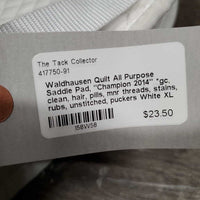 The Tack Collector
417750-91
Waldhausen Quilt All Purpose
Saddle Pad, "Champion 2014" *gc,
clean, hair, pills, mnr threads, stains,
rubs, unstitched, puckers White XL
$23.50